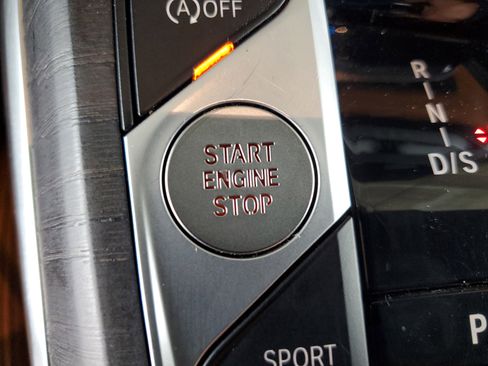 (A)OFF
START
ENGINE
STOP
R
N
D/S
P
SPORT